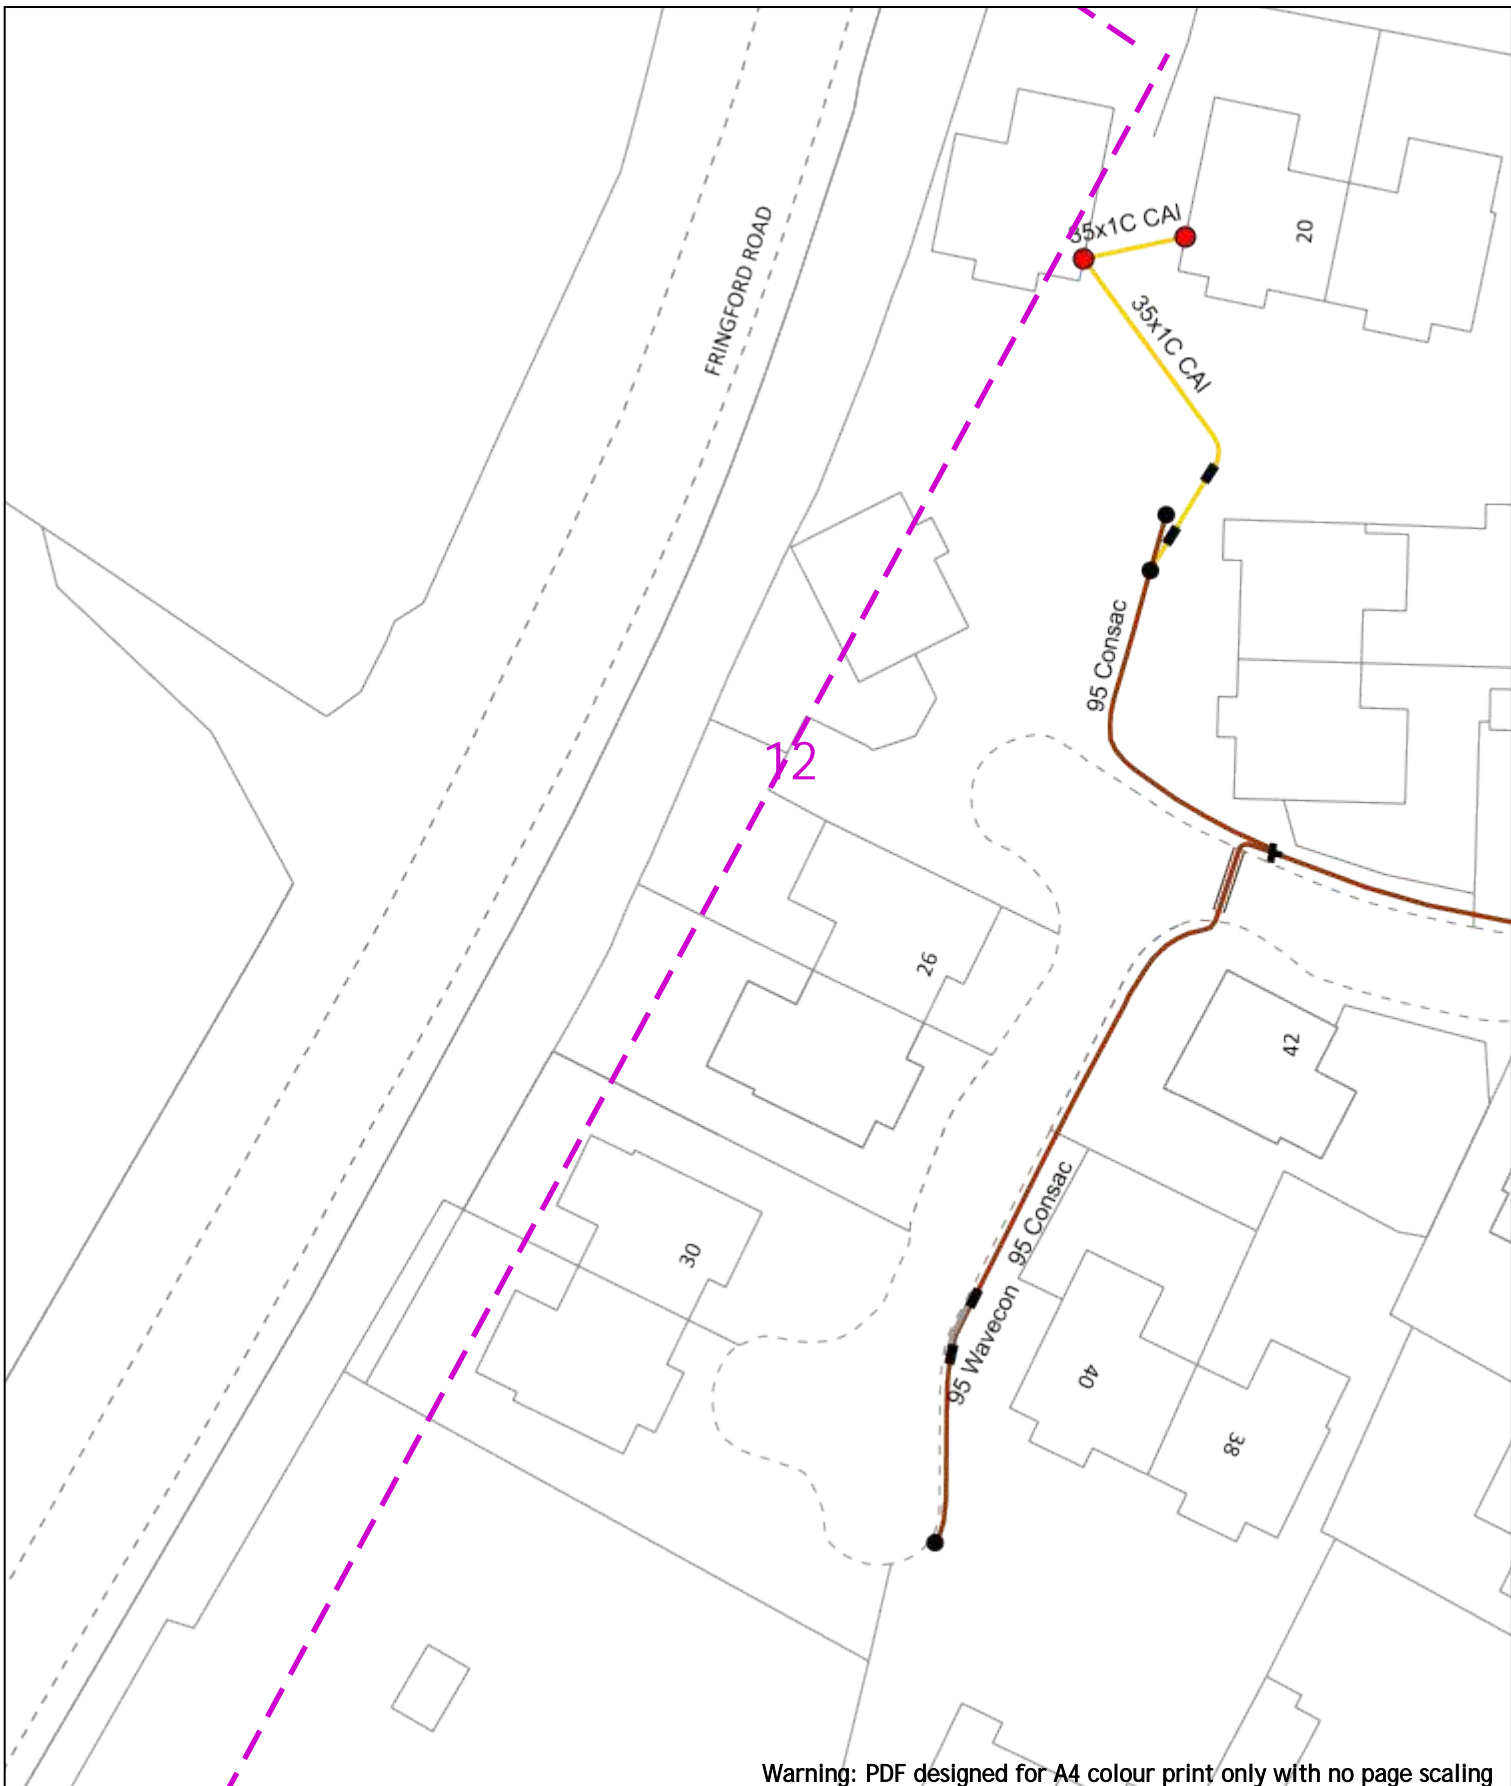 35x1C CAI
20
FRINGFORD ROAD
35x1C CAI
95 Consac
12
26
42
95 Consac
30
95 Wavecon
40
38
Warning: PDF designed for A4 colour print only with no page scaling